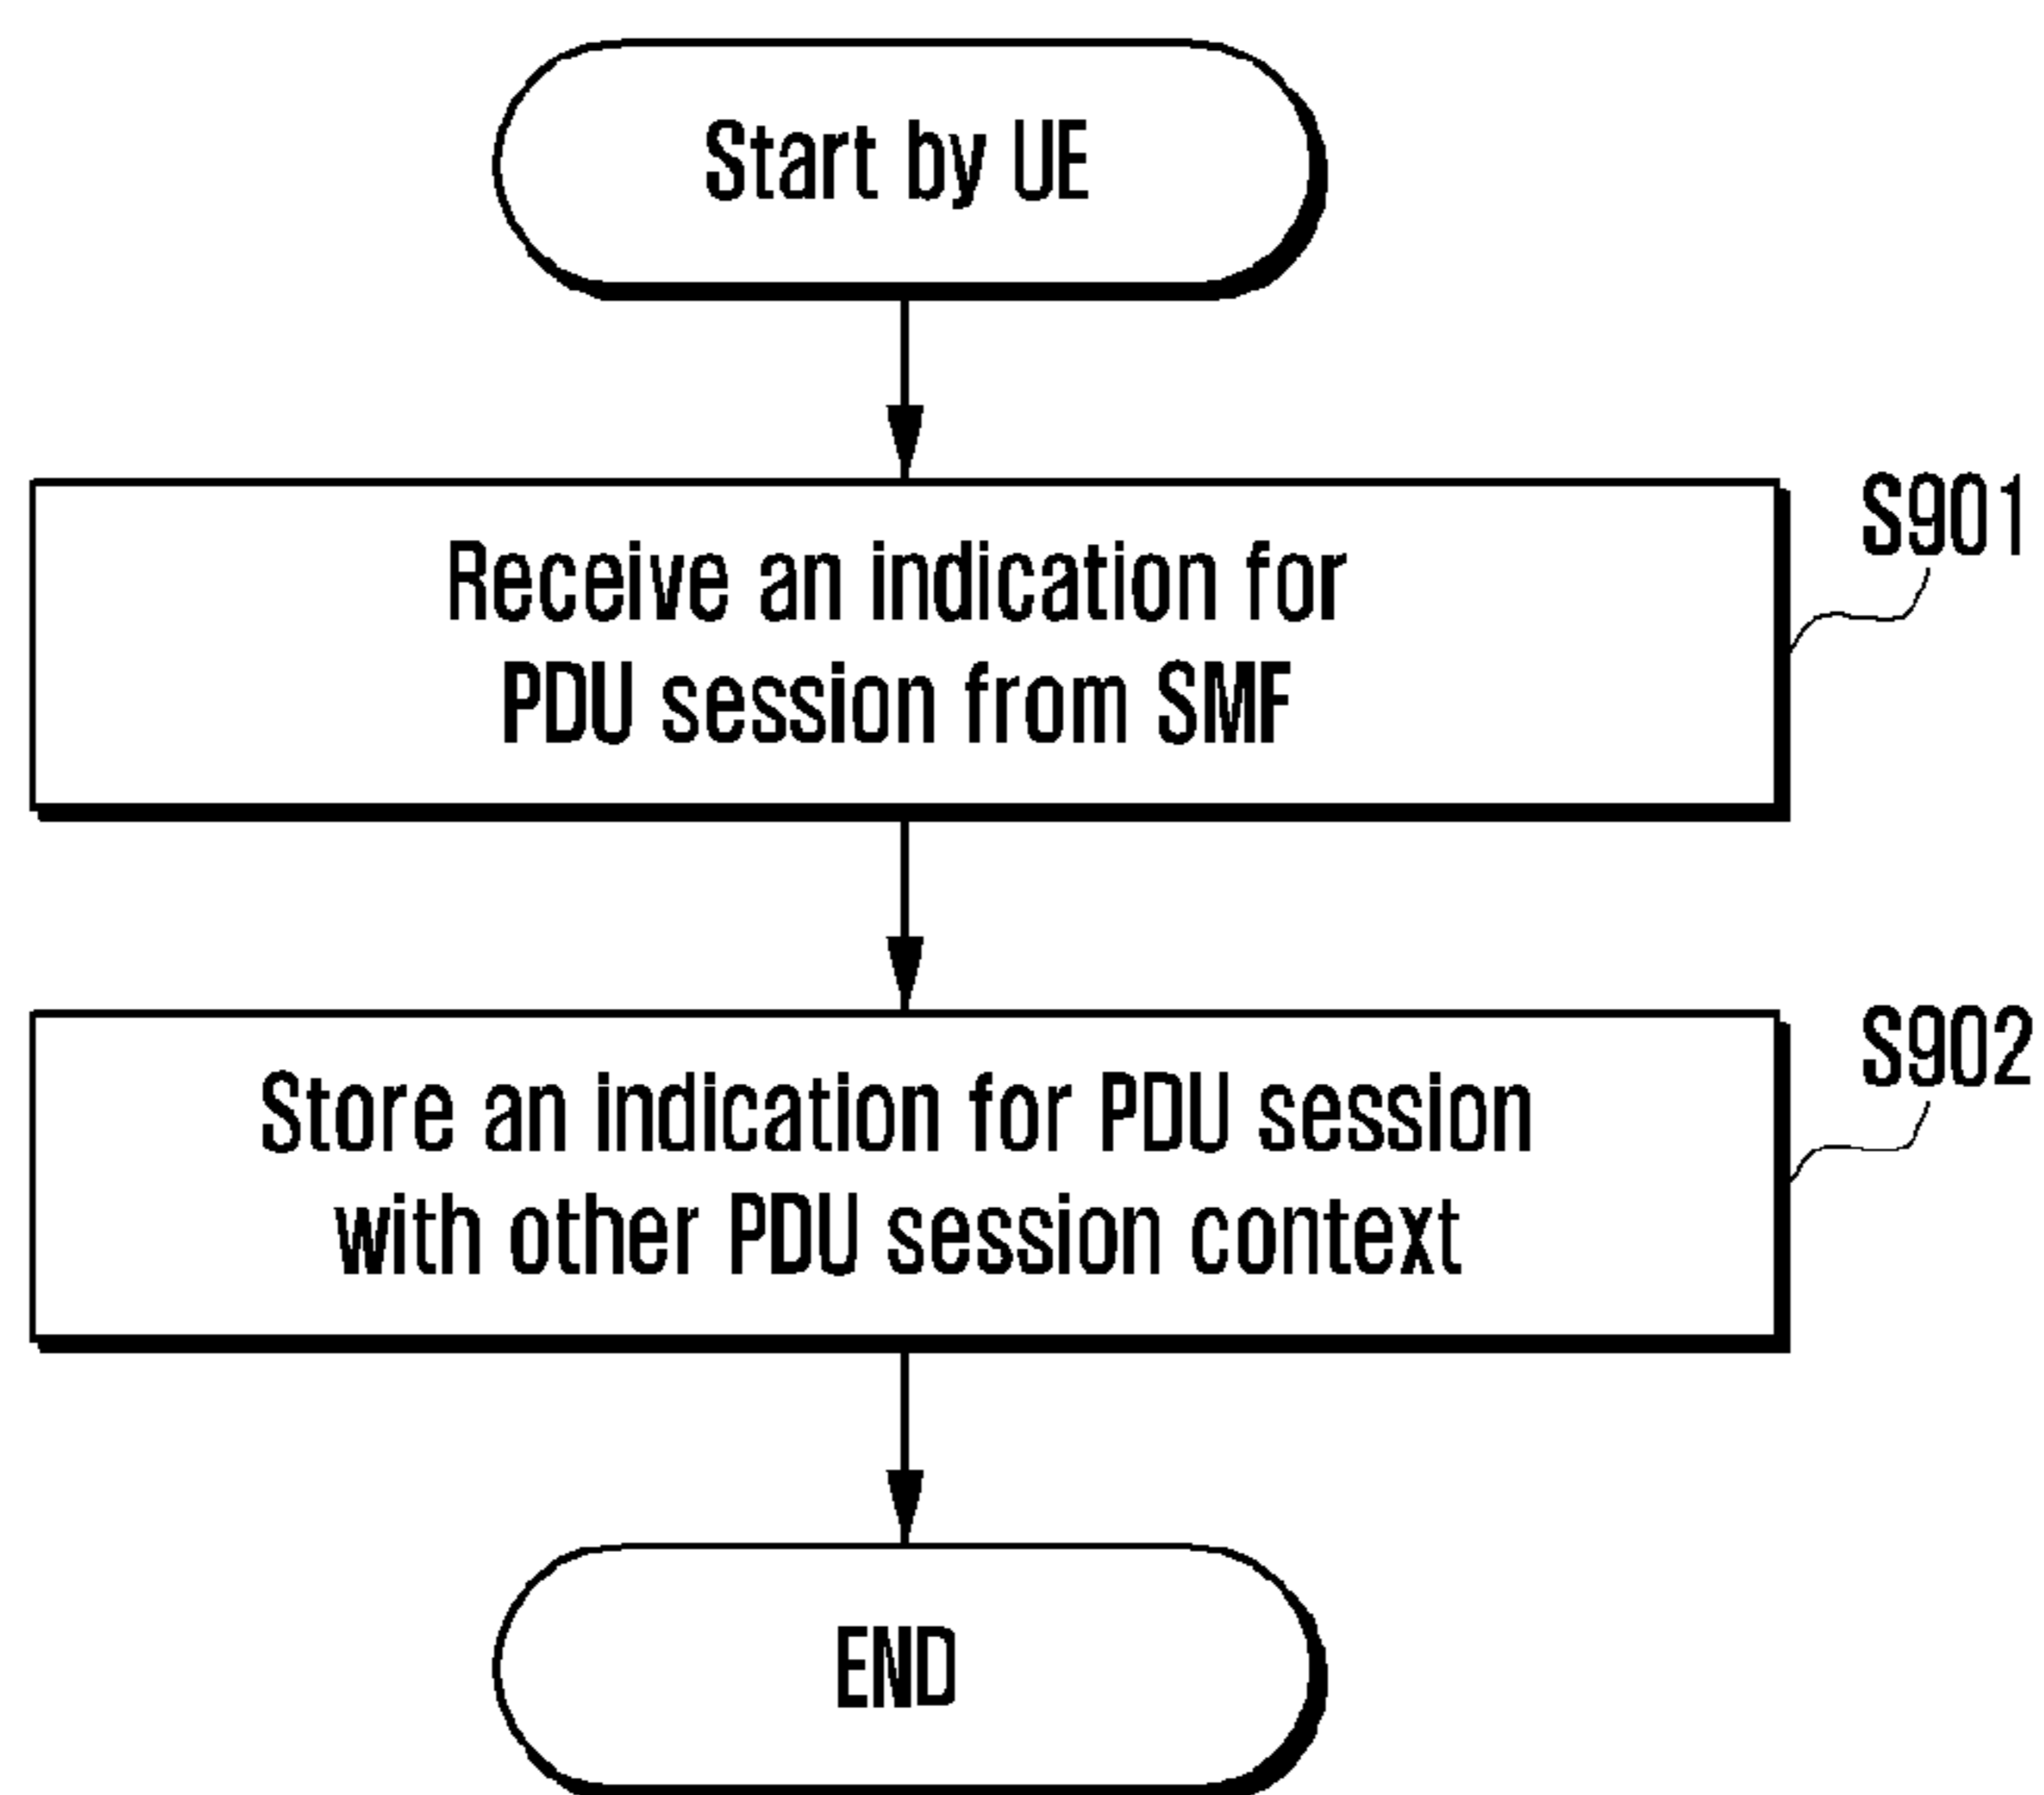 Start by UE
Receive an indication for
PDU session from SMF
S901
Store an indication for PDU session
with other PDU session context
S902
END